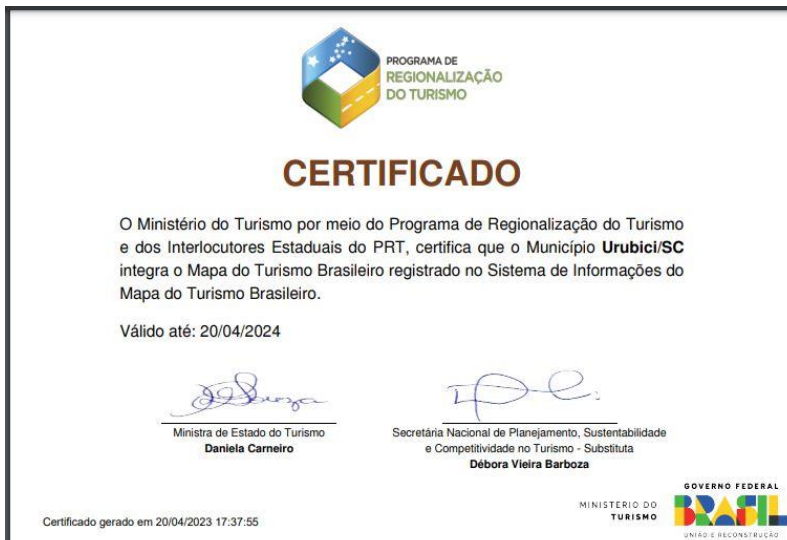 PROGRAMA DE
REGIONALIZAÇÃO
DO TURISMO
CERTIFICADO
O Ministério do Turismo por meio do Programa de Regionalização do Turismo
e dos Interlocutores Estaduais do PRT, certifica que o Município Urubici/SC
integra o Mapa do Turismo Brasileiro registrado no Sistema de Informações do
Mapa do Turismo Brasileiro.
Válido até: 20/04/2024
Ministra de Estado do Turismo
Daniela Carneiro
Secretária Nacional de Planejamento, Sustentabilidade
e Competitividade no Turismo - Substituta
Débora Vieira Barboza
Certificado gerado em 20/04/2023 17:37:55
MINISTÉRIO DO
TURISMO
GOVERNO FEDERAL
BRASIL
UNIÃO E RECONSTRUÇÃO